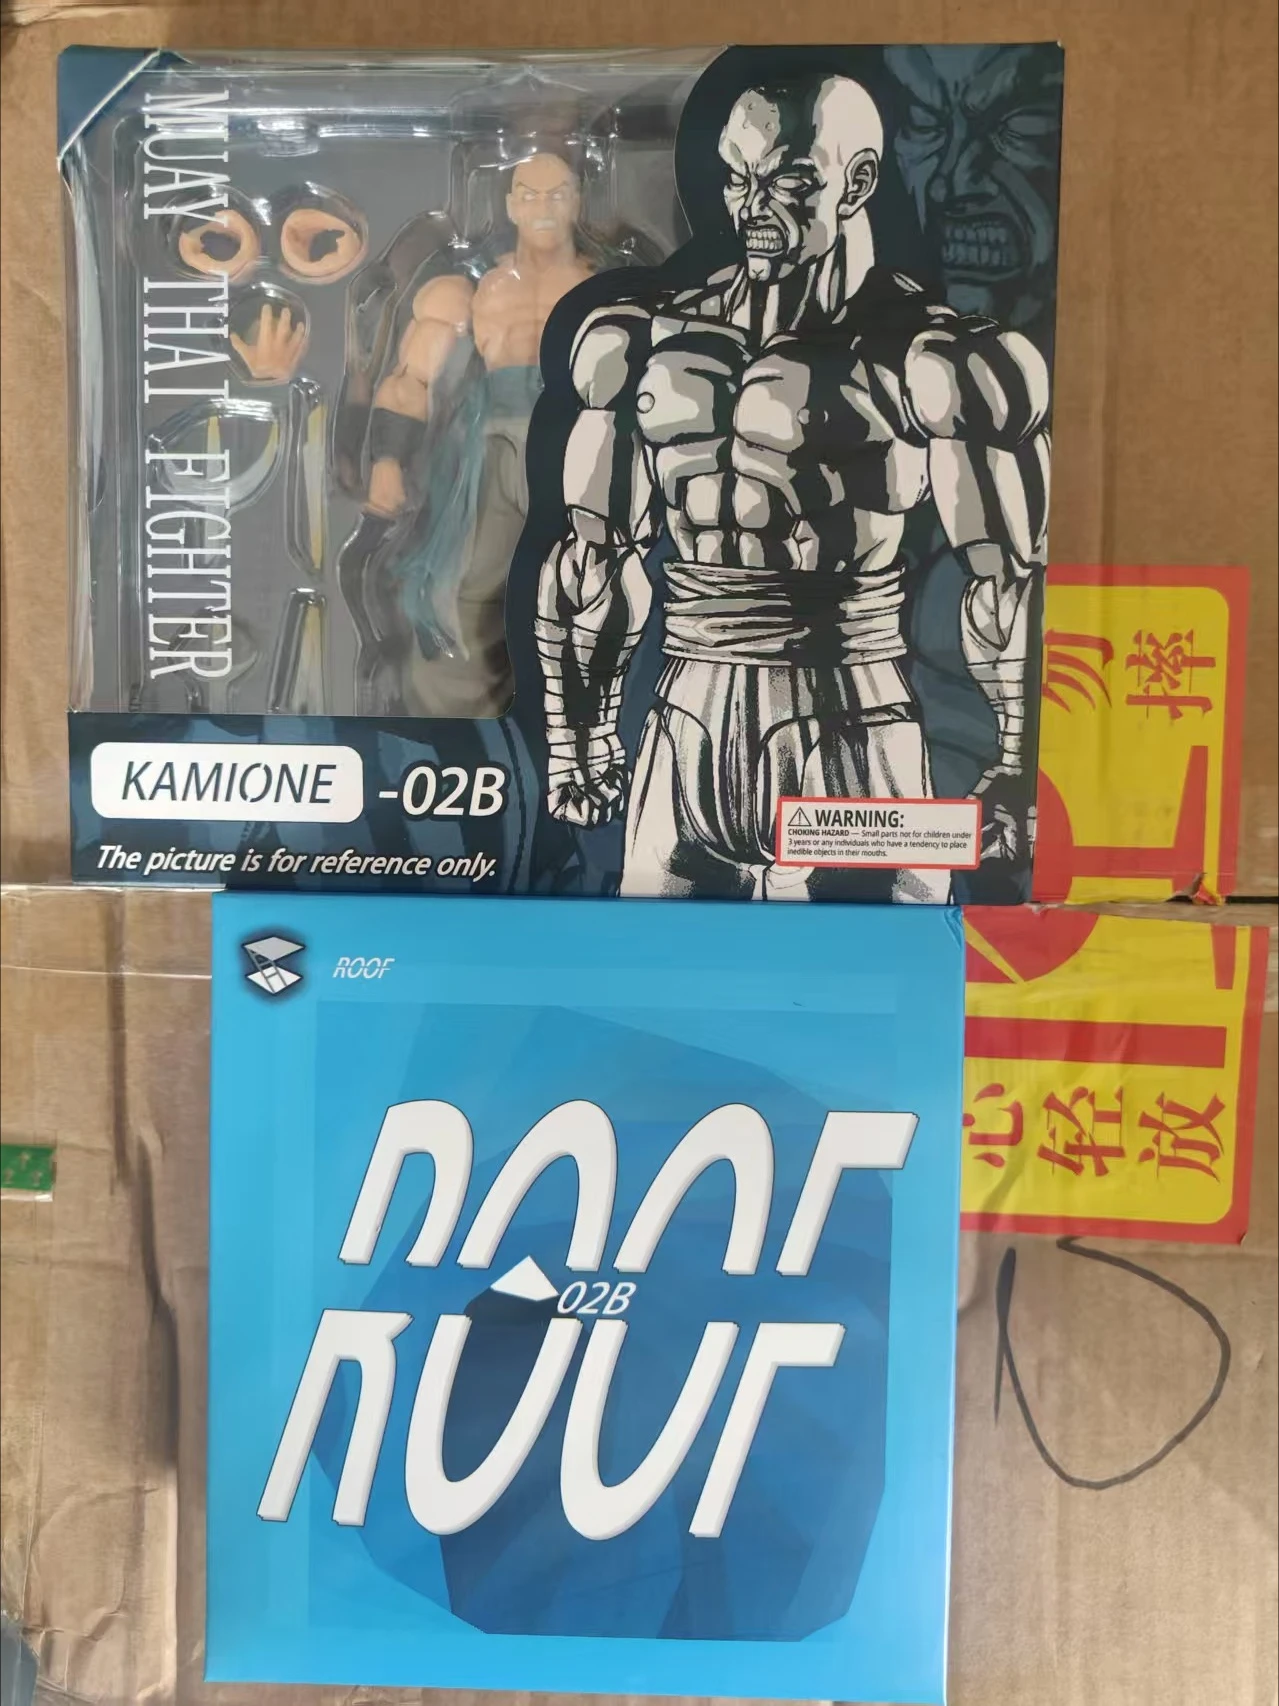 MUAY THAI FIGHTER
KAMIONE -02B
The picture is for reference only.
WARNING:
CHOKING HAZARD — Small parts not for children under
3 years or any individuals who have a tendency to place
inedible objects in their mouths.
勿
摔
ROOF
ROOF
02B
ROOF
心
轻
放